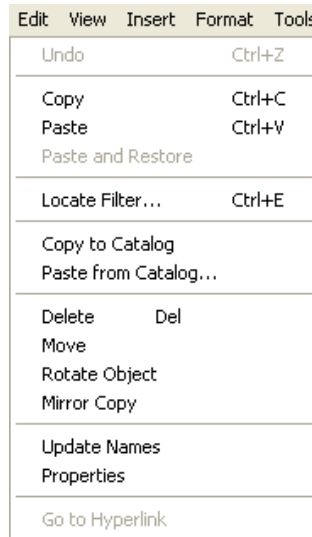 Edit View Insert Format Tools
Undo Ctrl+Z
Copy Ctrl+C
Paste Ctrl+V
Paste and Restore
Locate Filter... Ctrl+E
Copy to Catalog
Paste from Catalog...
Delete Del
Move
Rotate Object
Mirror Copy
Update Names
Properties
Go to Hyperlink